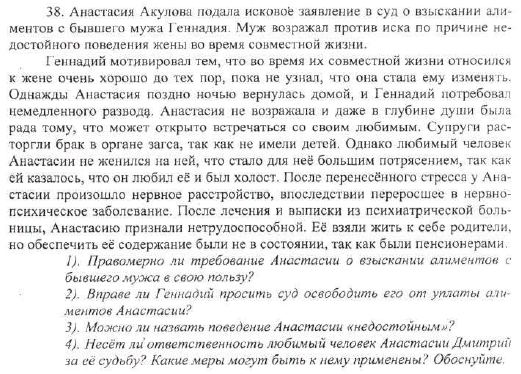 38. Анастасия Акулова подала исковое заявление в суд о взыскании али-
ментов с бывшего мужа Геннадия. Муж возражал против иска по причине не-
достойного поведения жены во время совместной жизни.
Геннадий мотивировал тем, что во время их совместной жизни относился
к жене очень хорошо до тех пор, пока не узнал, что она стала ему изменять.
Однажды Анастасия поздно ночью вернулась домой, и Геннадий потребовал
немедленного развода. Анастасия не возражала и даже в глубине души была
рада тому, что может открыто встречаться со своим любимым. Супруги рас-
торгли брак в органе загса, так как не имели детей. Однако любимый человек
Анастасии не женился на ней, что стало для неё большим потрясением, так как
ей казалось, что он любил её и был холост. После перенесённого стресса у Ана-
стасии произошло нервное расстройство, впоследствии переросшее в нервно-
психическое заболевание. После лечения и выписки из психиатрической боль-
ницы, Анастасию признали нетрудоспособной. Её взяли жить к себе родители,
но обеспечить её содержание были не в состоянии, так как были пенсионерами.
1). Правомерно ли требование Анастасии о взыскании алиментов с
бывшего мужа в свою пользу?
2). Вправе ли Геннадий просить суд освободить его от уплаты али-
ментов Анастасии?
3). Можно ли назвать поведение Анастасии «недостойным»?
4). Несёт ли ответственность любимый человек Анастасии Дмитрий
за её судьбу? Какие меры могут быть к нему применены? Обоснуйте.